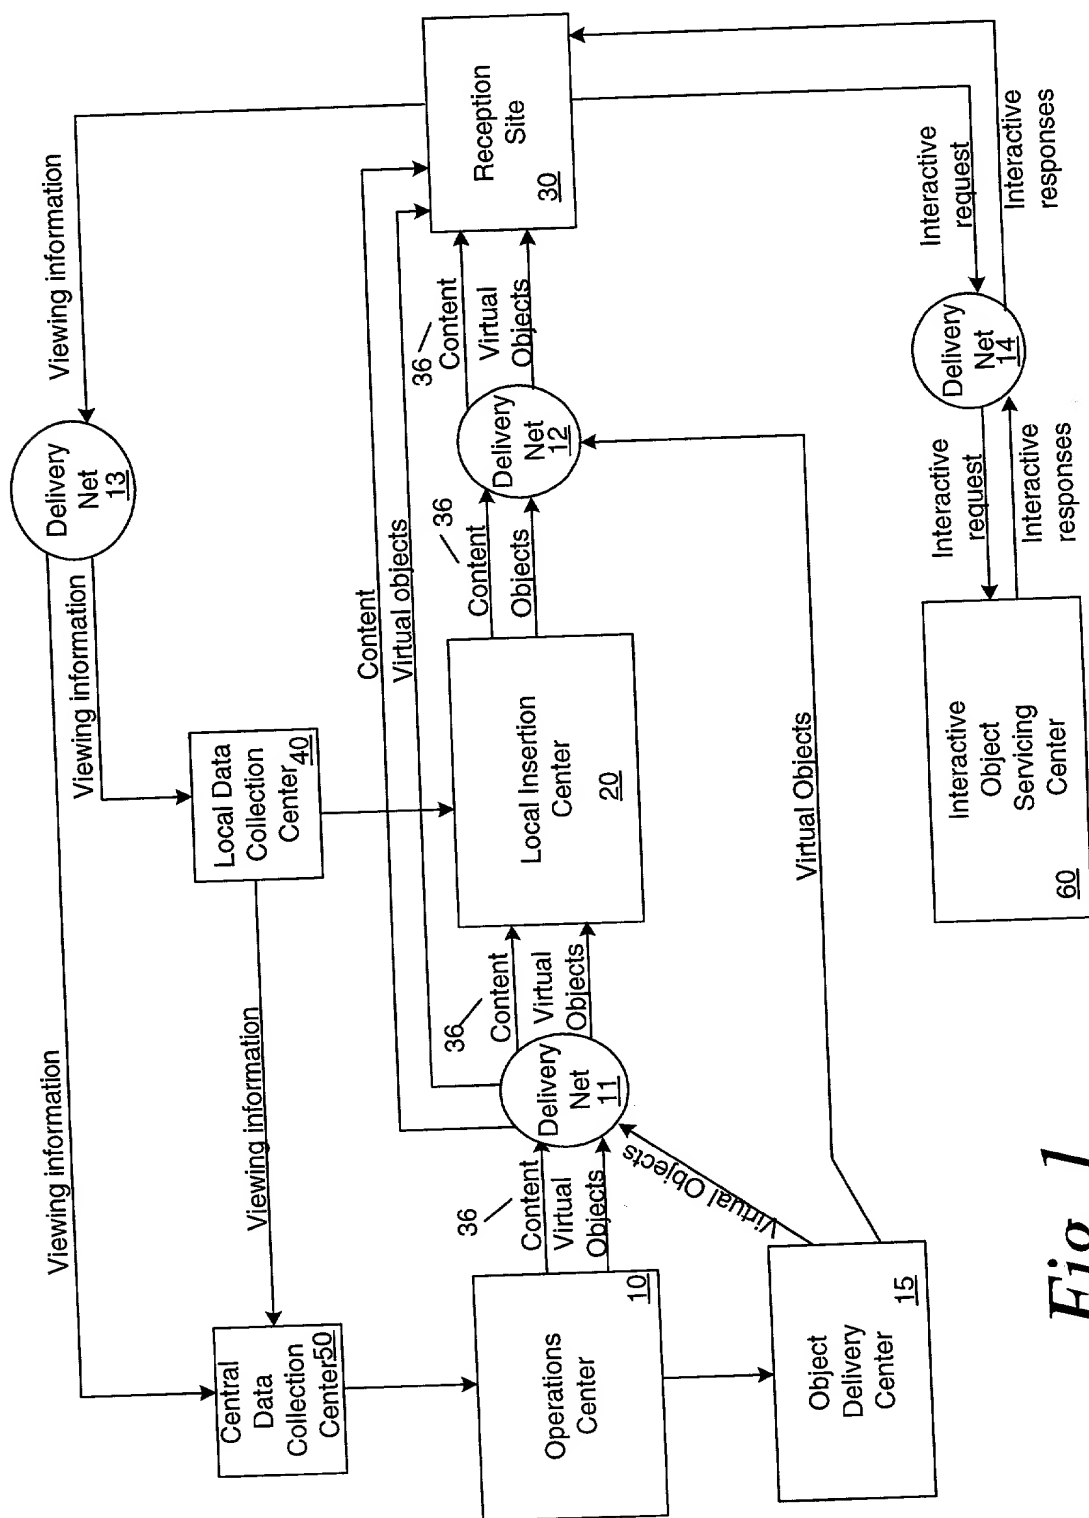 Viewing information
Delivery
Net
13
Viewing information
Viewing information
Central
Data
Collection
Center50
Viewing information
Local Data
Collection
Center40
Content
Virtual objects
36
Content
Virtual
Objects
Operations
Center
10
Delivery
Net
11
36
Content
Virtual
Objects
Local Insertion
Center
20
36
Content
Objects
Delivery
Net
12
36
Content
Virtual
Objects
Reception
Site
30
Virtual Objects
Object
Delivery
Center
15
Virtual Objects
Interactive
Object
Servicing
Center
60
Interactive
request
Interactive
responses
Delivery
Net
14
Interactive
request
Interactive
responses
Fig. 1